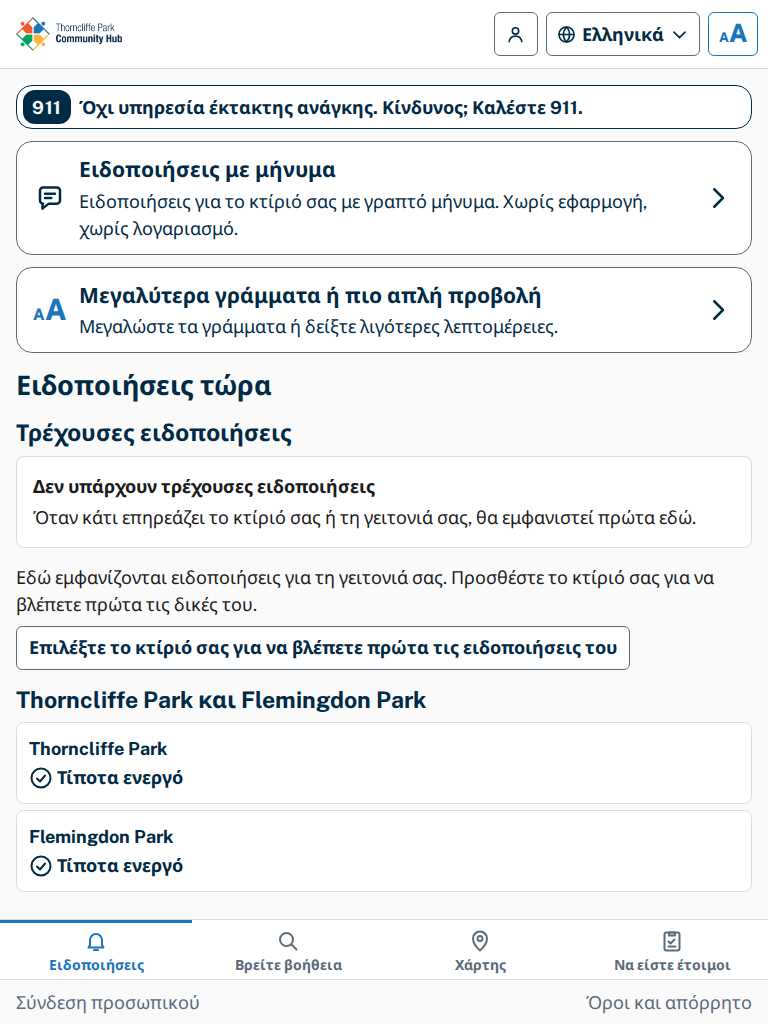 Thorncliffe Park
Community Hub
Ελληνικά
AA
911 Όχι υπηρεσία έκτακτης ανάγκης. Κίνδυνος; Καλέστε 911.
Ειδοποιήσεις με μήνυμα
Ειδοποιήσεις για το κτίριό σας με γραπτό μήνυμα. Χωρίς εφαρμογή,
χωρίς λογαριασμό.
AA
Μεγαλύτερα γράμματα ή πιο απλή προβολή
Μεγαλώστε τα γράμματα ή δείξτε λιγότερες λεπτομέρειες.
Ειδοποιήσεις τώρα
Τρέχουσες ειδοποιήσεις
Δεν υπάρχουν τρέχουσες ειδοποιήσεις
Όταν κάτι επηρεάζει το κτίριό σας ή τη γειτονιά σας, θα εμφανιστεί πρώτα εδώ.
Εδώ εμφανίζονται ειδοποιήσεις για τη γειτονιά σας. Προσθέστε το κτίριό σας για να
βλέπετε πρώτα τις δικές του.
Επιλέξτε το κτίριό σας για να βλέπετε πρώτα τις ειδοποιήσεις του
Thorncliffe Park και Flemingdon Park
Thorncliffe Park
Τίποτα ενεργό
Flemingdon Park
Τίποτα ενεργό
Ειδοποιήσεις
Βρείτε βοήθεια
Χάρτης
Να είστε έτοιμοι
Σύνδεση προσωπικού
Όροι και απόρρητο